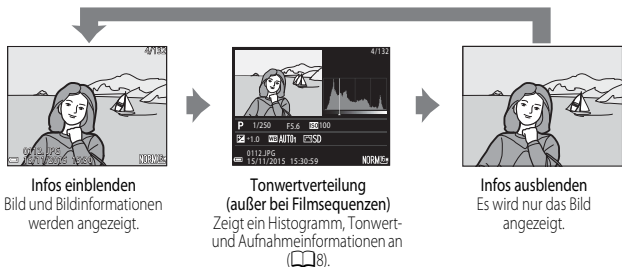 4/132
0112.JPG
15/11/2015 15:30
NORM
Infos einblenden
Bild und Bildinformationen
werden angezeigt.
4/132
P 1/250 F5.6 ISO 100
+1.0 WB AUTO1 SD
0112.JPG
15/11/2015 15:30:59 NORM
Tonwertverteilung
(außer bei Filmsequenzen)
Zeigt ein Histogramm, Tonwert-
und Aufnahmeinformationen an
(8).
Infos ausblenden
Es wird nur das Bild
angezeigt.